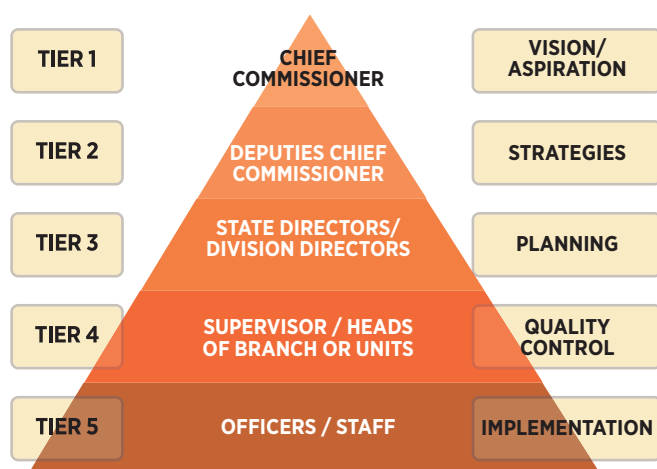 TIER 1
CHIEF
COMMISSIONER
VISION/
ASPIRATION
TIER 2
DEPUTIES CHIEF
COMMISSIONER
STRATEGIES
TIER 3
STATE DIRECTORS/
DIVISION DIRECTORS
PLANNING
TIER 4
SUPERVISOR / HEADS
OF BRANCH OR UNITS
QUALITY
CONTROL
TIER 5
OFFICERS / STAFF
IMPLEMENTATION